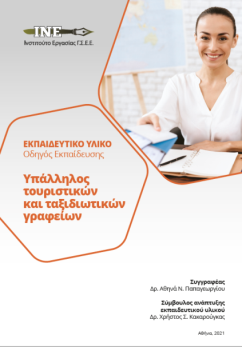 ΙΝΕ
Ινστιτούτο Εργασίας Γ.Σ.Ε.Ε.
ΕΚΠΑΙΔΕΥΤΙΚΟ ΥΛΙΚΟ
Οδηγός Εκπαίδευσης
Υπάλληλος
τουριστικών
και ταξιδιωτικών
γραφείων
Συγγραφέας
Δρ. Αθηνά Ν. Παπαγεωργίου
Σύμβουλος ανάπτυξης
εκπαιδευτικού υλικού
Δρ. Χρήστος Σ. Κακαρούγκας
Αθήνα, 2021